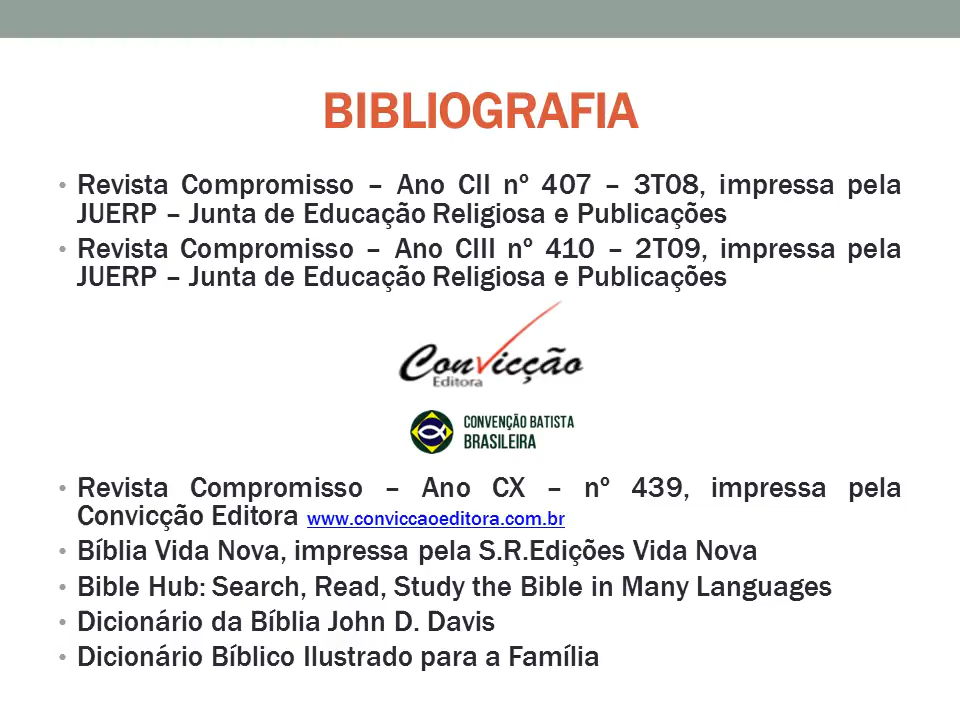 BIBLIOGRAFIA
• Revista Compromisso – Ano CII nº 407 – 3T08, impressa pela
JUERP – Junta de Educação Religiosa e Publicações
• Revista Compromisso – Ano CIII nº 410 – 2T09, impressa pela
JUERP – Junta de Educação Religiosa e Publicações
Convicção
Editora
CONVENÇÃO BATISTA
BRASILEIRA
• Revista Compromisso – Ano CX – nº 439, impressa pela
Convicção Editora www.conviccaoeditora.com.br
• Bíblia Vida Nova, impressa pela S.R.Edições Vida Nova
• Bible Hub: Search, Read, Study the Bible in Many Languages
• Dicionário da Bíblia John D. Davis
• Dicionário Bíblico Ilustrado para a Família